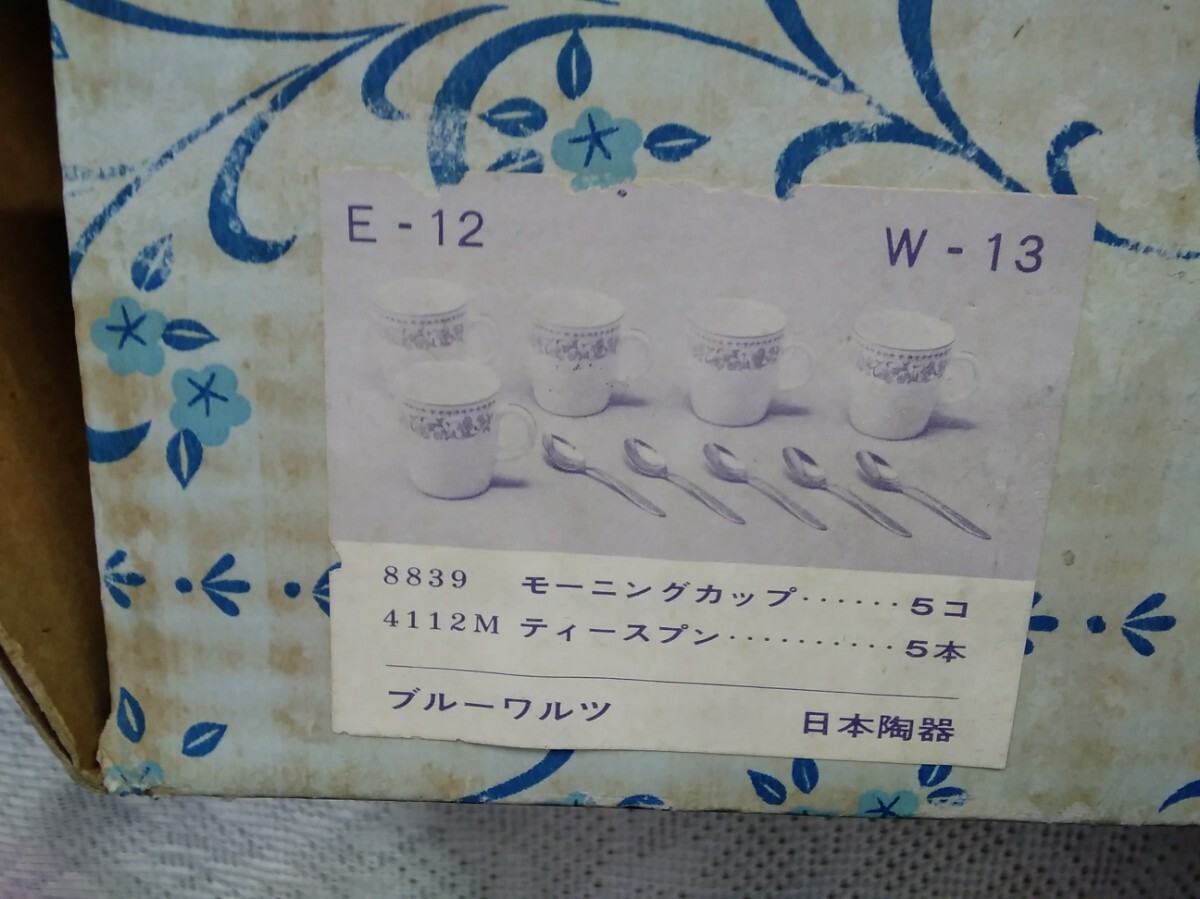 E - 12 W - 13
8839 モーニングカップ‥‥‥5コ
4112M ティースプン‥‥‥‥‥5本
ブルーワルツ 日本陶器